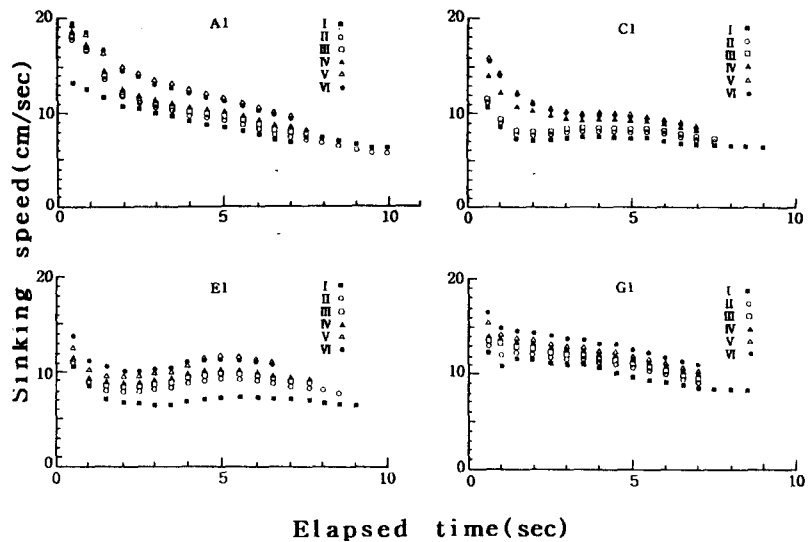 Sinking speed(cm/sec)
A1
20
10
0
0
5
10
I ■
II ○
III ○
IV ▲
V △
VI ●
C1
20
10
0
0
5
10
I ■
II ○
III □
IV ▲
V △
VI ●
E1
20
10
0
0
5
10
I ■
II ○
III ○
IV ▲
V △
VI ●
G1
20
10
0
0
5
10
I ■
II ○
III □
IV ▲
V △
VI ●
Elapsed time(sec)